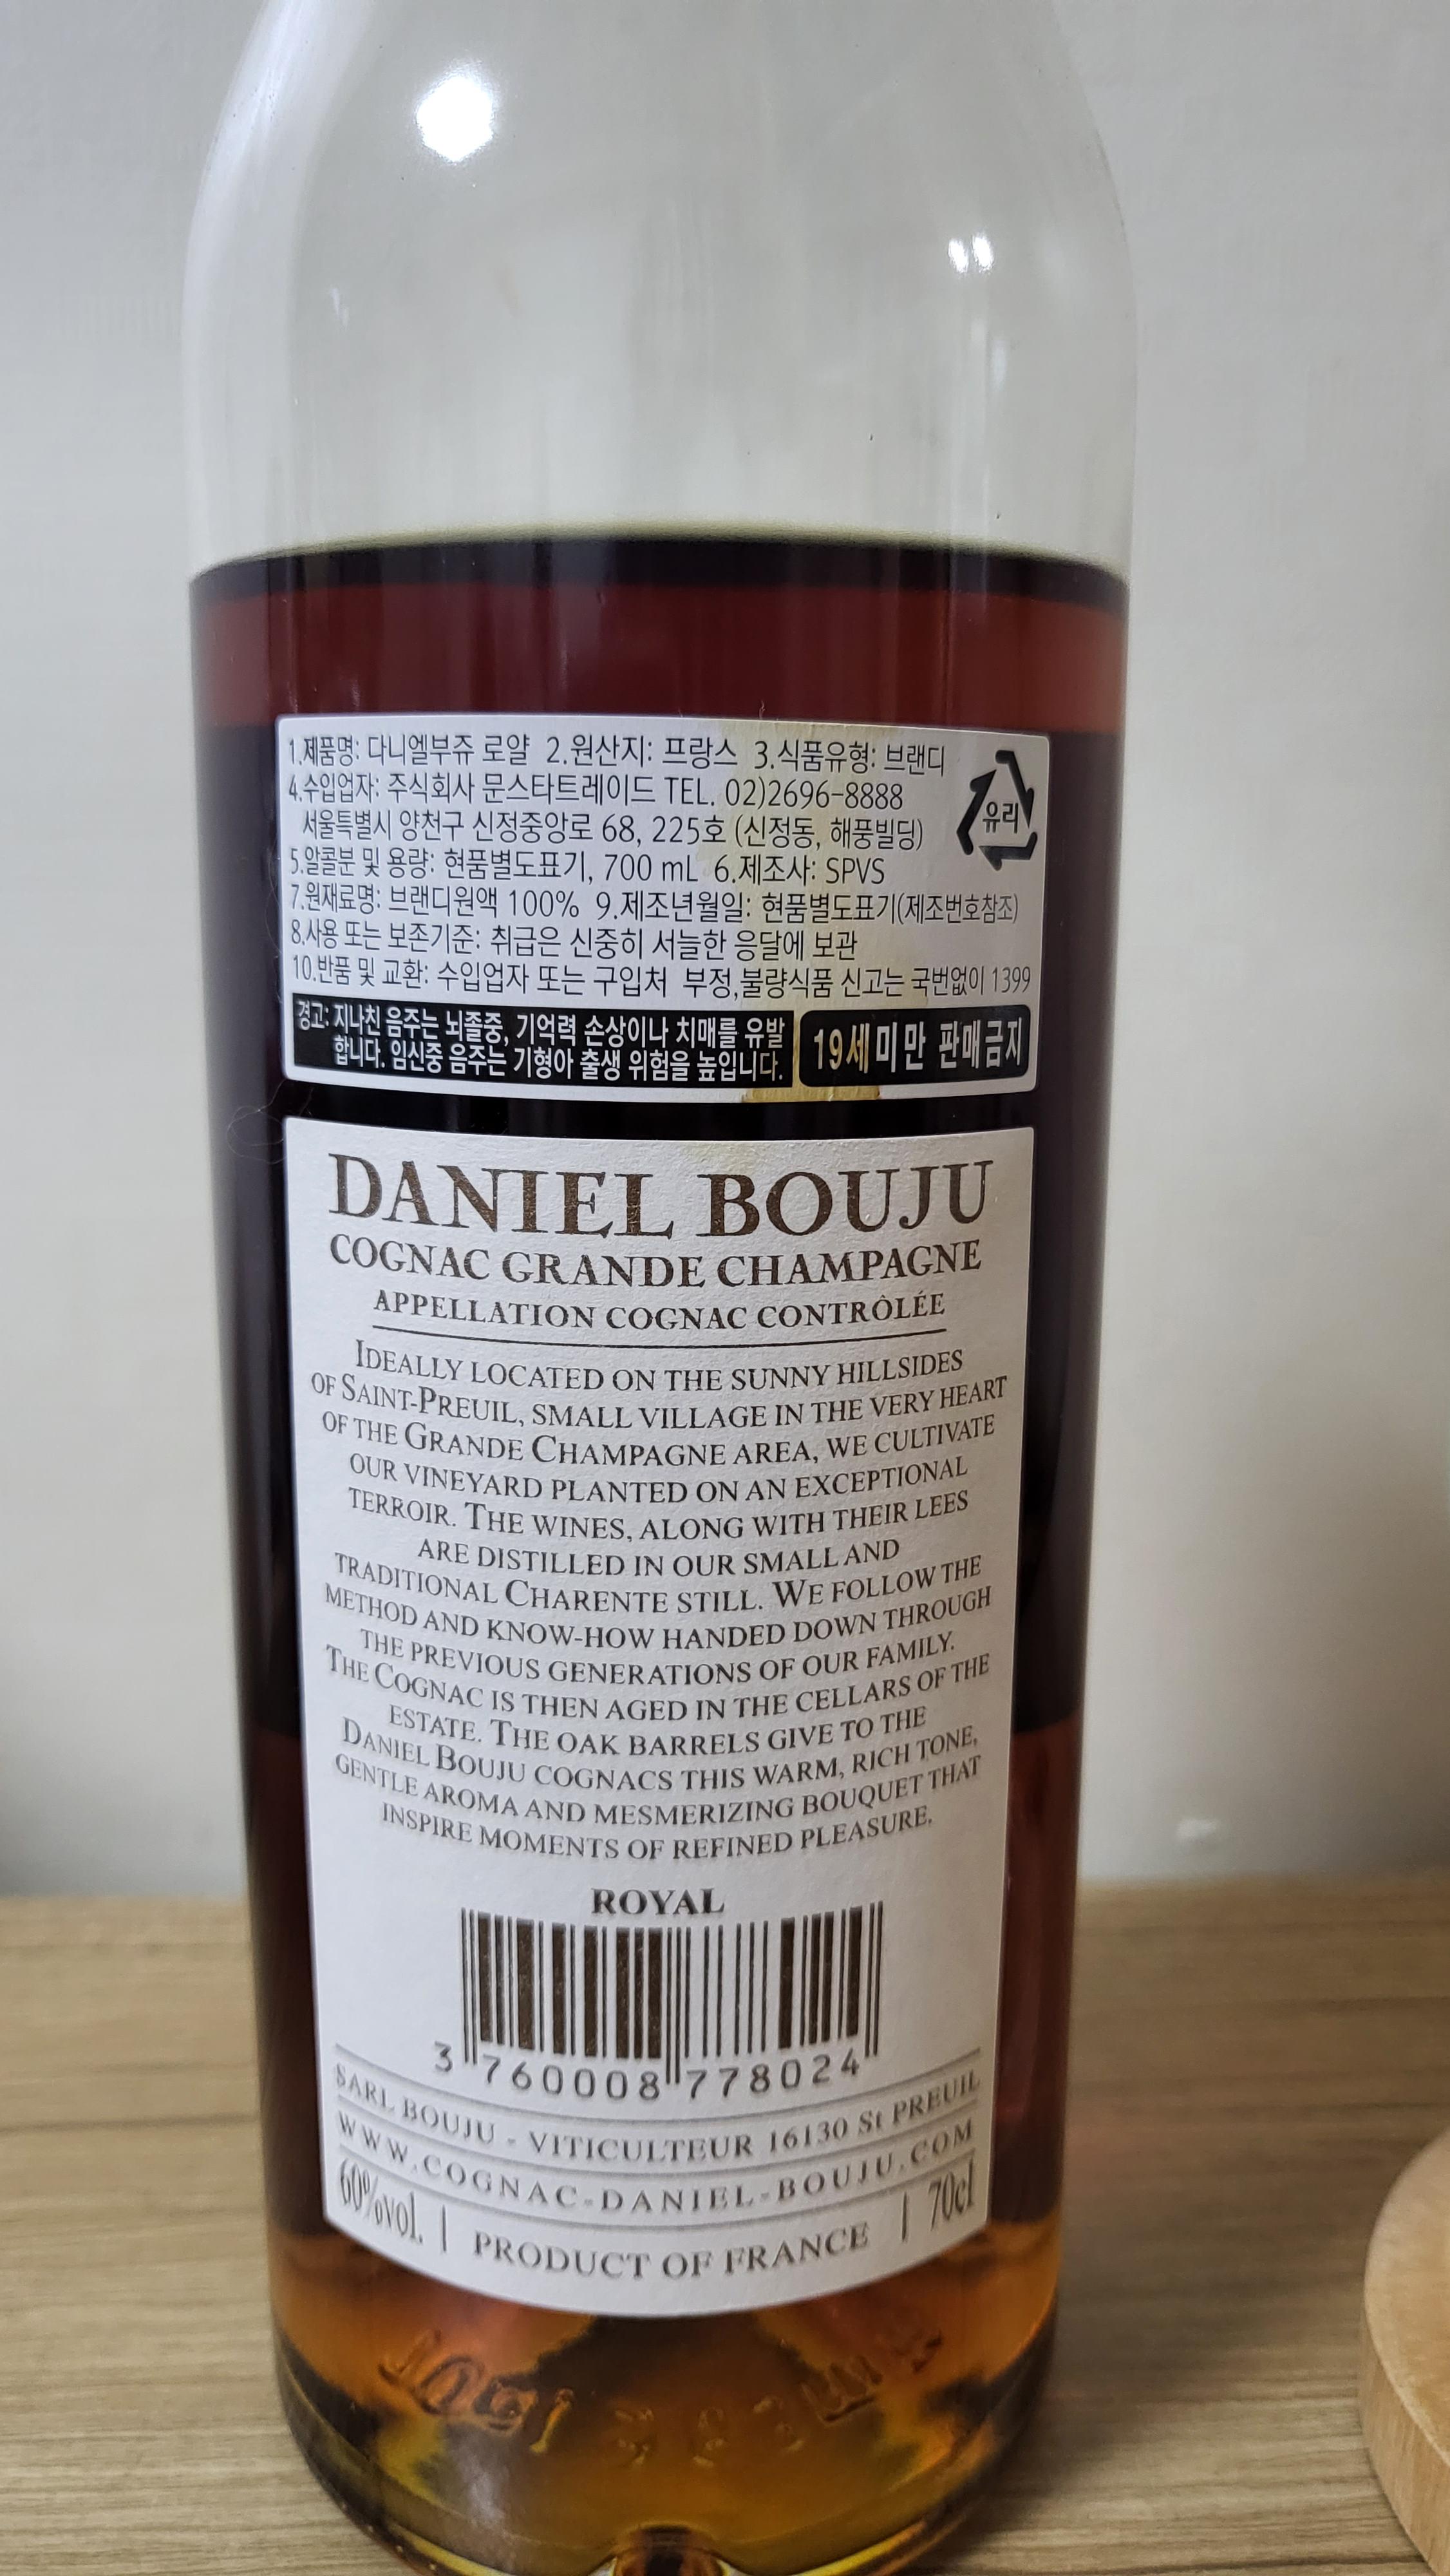 1.제품명: 다니엘부쥬 로얄 2.원산지: 프랑스 3.식품유형: 브랜디
4.수입업자: 주식회사 문스타트레이드 TEL. 02)2696-8888
서울특별시 양천구 신정중앙로 68, 225호 (신정동, 해풍빌딩)
유리
5.알콜분 및 용량: 현품별도표기, 700 mL 6.제조사: SPVS
7.원재료명: 브랜디원액 100% 9.제조년월일: 현품별도표기(제조번호참조)
8.사용 또는 보존기준: 취급은 신중히 서늘한 응달에 보관
10.반품 및 교환: 수입업자 또는 구입처 부정,불량식품 신고는 국번없이 1399
경고: 지나친 음주는 뇌졸중, 기억력 손상이나 치매를 유발
합니다. 임신중 음주는 기형아 출생 위험을 높입니다.
19세미만 판매금지
DANIEL BOUJU
COGNAC GRANDE CHAMPAGNE
APPELLATION COGNAC CONTRÔLÉE
IDEALLY LOCATED ON THE SUNNY HILLSIDES
OF SAINT-PREUIL, SMALL VILLAGE IN THE VERY HEART
OF THE GRANDE CHAMPAGNE AREA, WE CULTIVATE
OUR VINEYARD PLANTED ON AN EXCEPTIONAL
TERROIR. THE WINES, ALONG WITH THEIR LEES
ARE DISTILLED IN OUR SMALL AND
TRADITIONAL CHARENTE STILL. WE FOLLOW THE
METHOD AND KNOW-HOW HANDED DOWN THROUGH
THE PREVIOUS GENERATIONS OF OUR FAMILY.
THE COGNAC IS THEN AGED IN THE CELLARS OF THE
ESTATE. THE OAK BARRELS GIVE TO THE
DANIEL BOUJU COGNACS THIS WARM, RICH TONE,
GENTLE AROMA AND MESMERIZING BOUQUET THAT
INSPIRE MOMENTS OF REFINED PLEASURE.
ROYAL
3 760008 778024
SARL BOUJU - VITICULTEUR 16130 St PREUIL
WWW.COGNAC-DANIEL-BOUJU.COM
60%vol. | PRODUCT OF FRANCE | 70cl